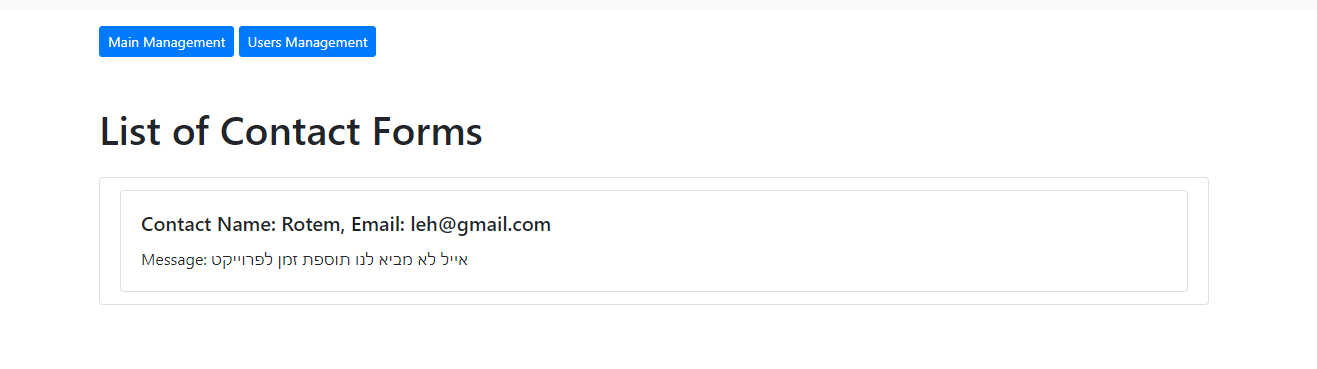 Main Management
Users Management
List of Contact Forms
Contact Name: Rotem, Email: leh@gmail.com
Message: אייל לא מביא לנו תוספת זמן לפרוייקט